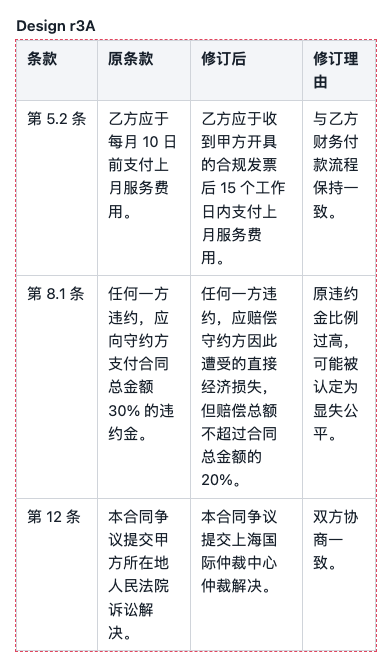 Design r3A
条款
原条款
修订后
修订理
由
第 5.2 条
乙方应于
每月 10 日
前支付上
月服务费
用。
乙方应于收
到甲方开具
的合规发票
后 15 个工作
日内支付上
月服务费
用。
与乙方
财务付
款流程
保持一
致。
第 8.1 条
任何一方
违约，应
向守约方
支付合同
总金额
30% 的违
约金。
任何一方违
约，应赔偿
守约方因此
遭受的直接
经济损失，
但赔偿总额
不超过合同
总金额的
20%。
原违约
金比例
过高，
可能被
认定为
显失公
平。
第 12 条
本合同争
议提交甲
方所在地
人民法院
诉讼解
决。
本合同争议
提交上海国
际仲裁中心
仲裁解决。
双方协
商一
致。